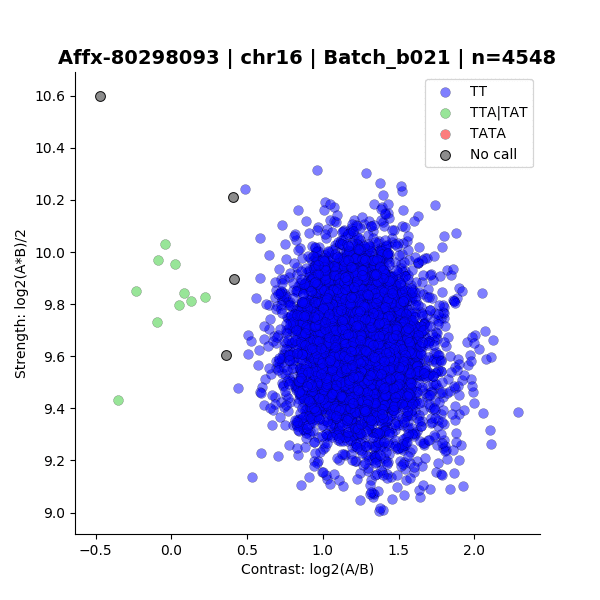 Affx-80298093 | chr16 | Batch_b021 | n=4548
TT
TTA|TAT
TATA
No call
Strength: log2(A*B)/2
10.6
10.4
10.2
10.0
9.8
9.6
9.4
9.2
9.0
−0.5
0.0
0.5
1.0
1.5
2.0
Contrast: log2(A/B)